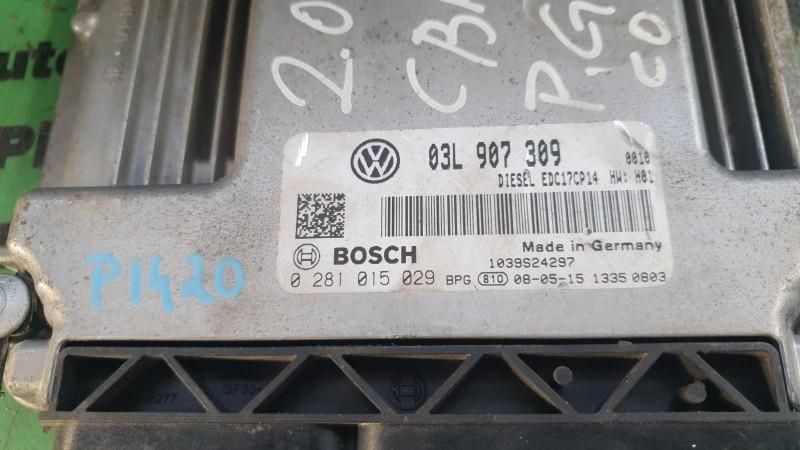 2.0
03L 907 309 0010
DIESEL EDC17CP14 HW: H01
BOSCH Made in Germany
1039S24297
0 281 015 029 BPG 810 08-05-15 1335 0803
P1420